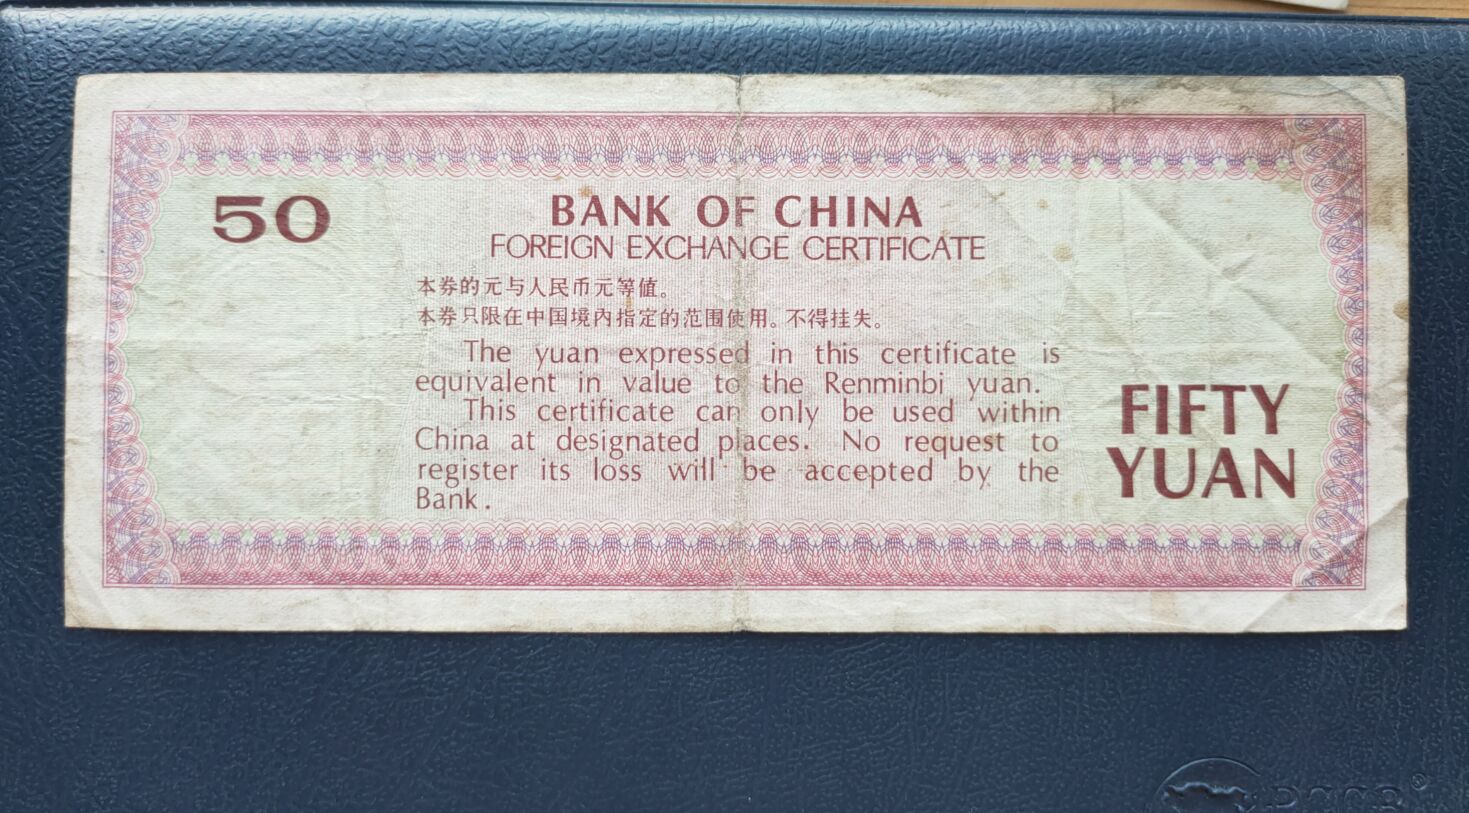 50
BANK OF CHINA
FOREIGN EXCHANGE CERTIFICATE
本券的元与人民币元等值。
本券只限在中国境内指定的范围使用。不得挂失。
The yuan expressed in this certificate is
equivalent in value to the Renminbi yuan.
This certificate can only be used within
China at designated places. No request to
register its loss will be accepted by the
Bank.
FIFTY
YUAN